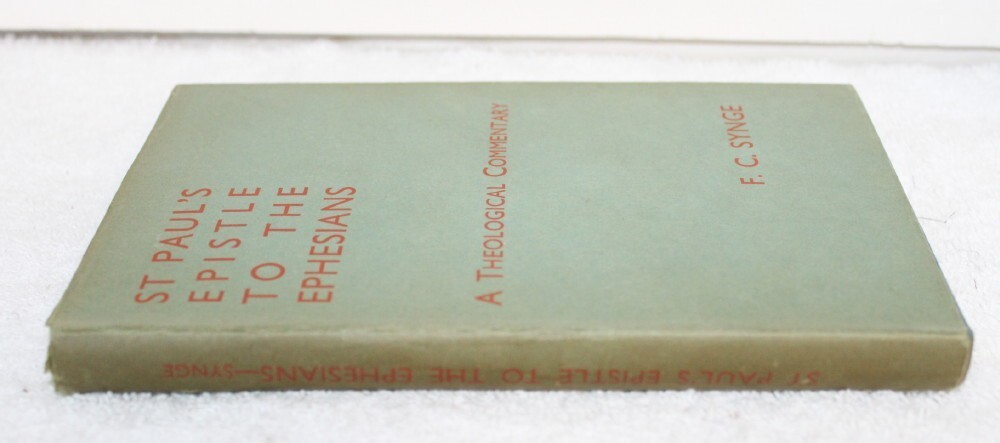 ST PAUL'S
EPISTLE
TO THE
EPHESIANS
A THEOLOGICAL COMMENTARY
F. C. SYNGE
ST PAUL'S EPISTLE TO THE EPHESIANS—SYNGE